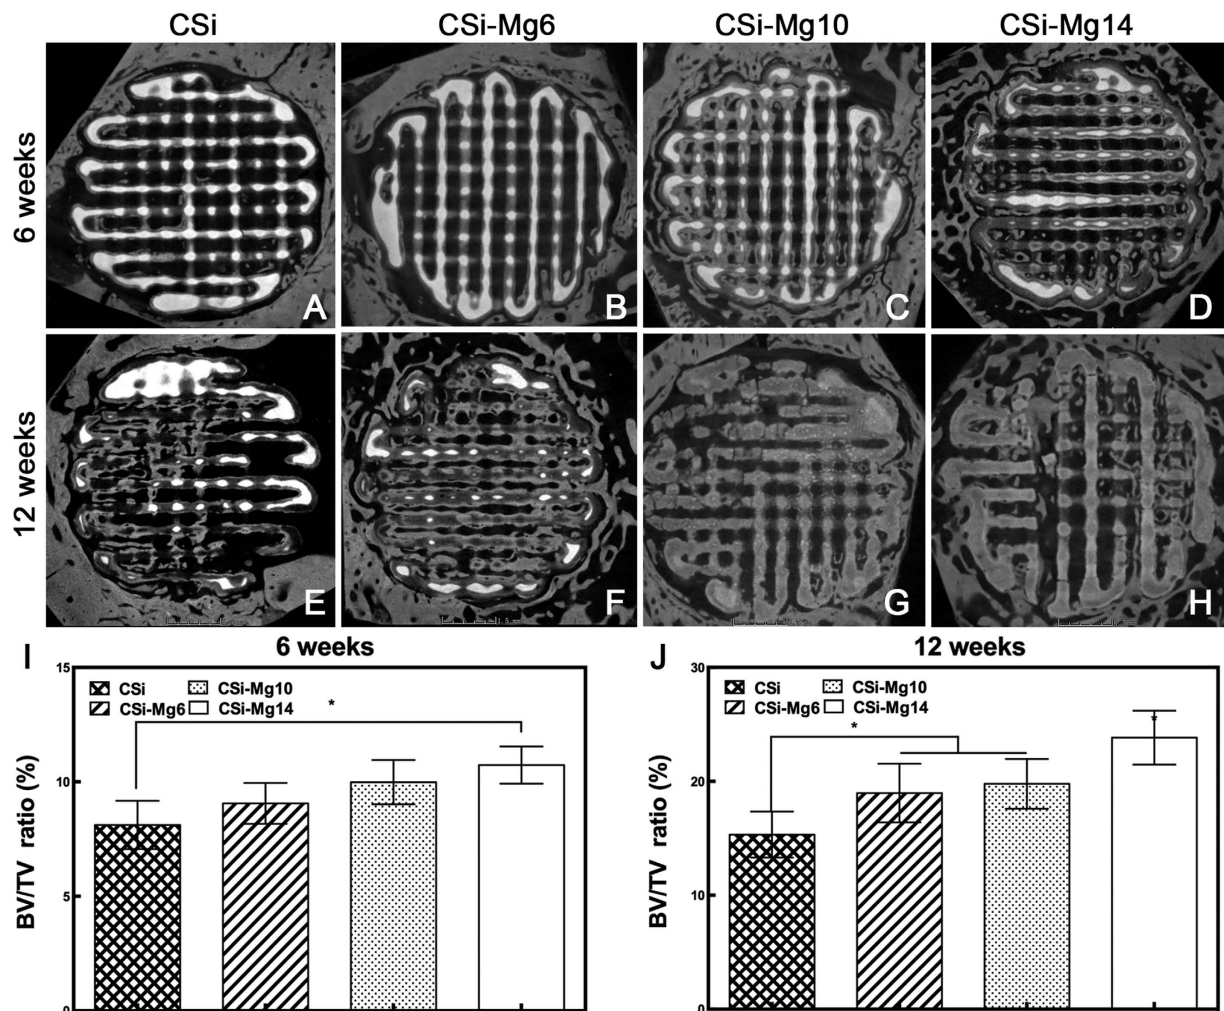 CSi CSi-Mg6 CSi-Mg10 CSi-Mg14
6 weeks
A B C D
12 weeks
E F G H
I 6 weeks
J 12 weeks
BV/TV ratio (%)
15
10
5
0
CSi CSi-Mg10
CSi-Mg6 CSi-Mg14
*
BV/TV ratio (%)
30
20
10
0
CSi CSi-Mg10
CSi-Mg6 CSi-Mg14
*
*